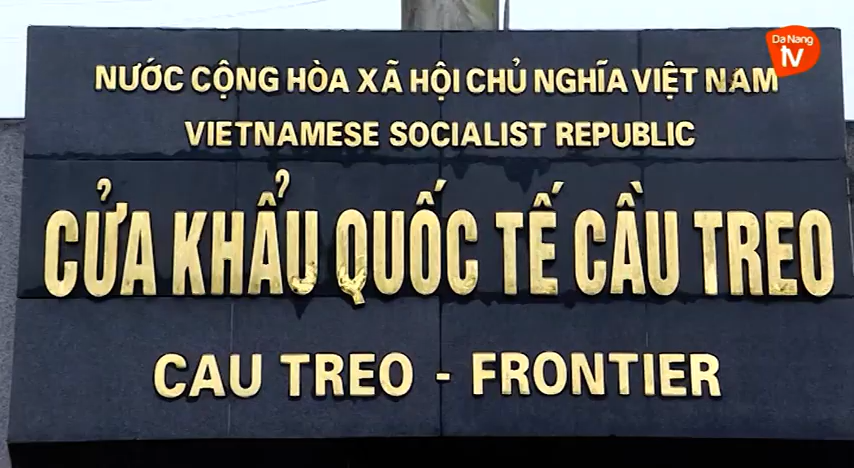 Da Nang
tv
NƯỚC CỘNG HÒA XÃ HỘI CHỦ NGHĨA VIỆT NAM
VIETNAMESE SOCIALIST REPUBLIC
CỬA KHẨU QUỐC TẾ CẦU TREO
CAU TREO - FRONTIER